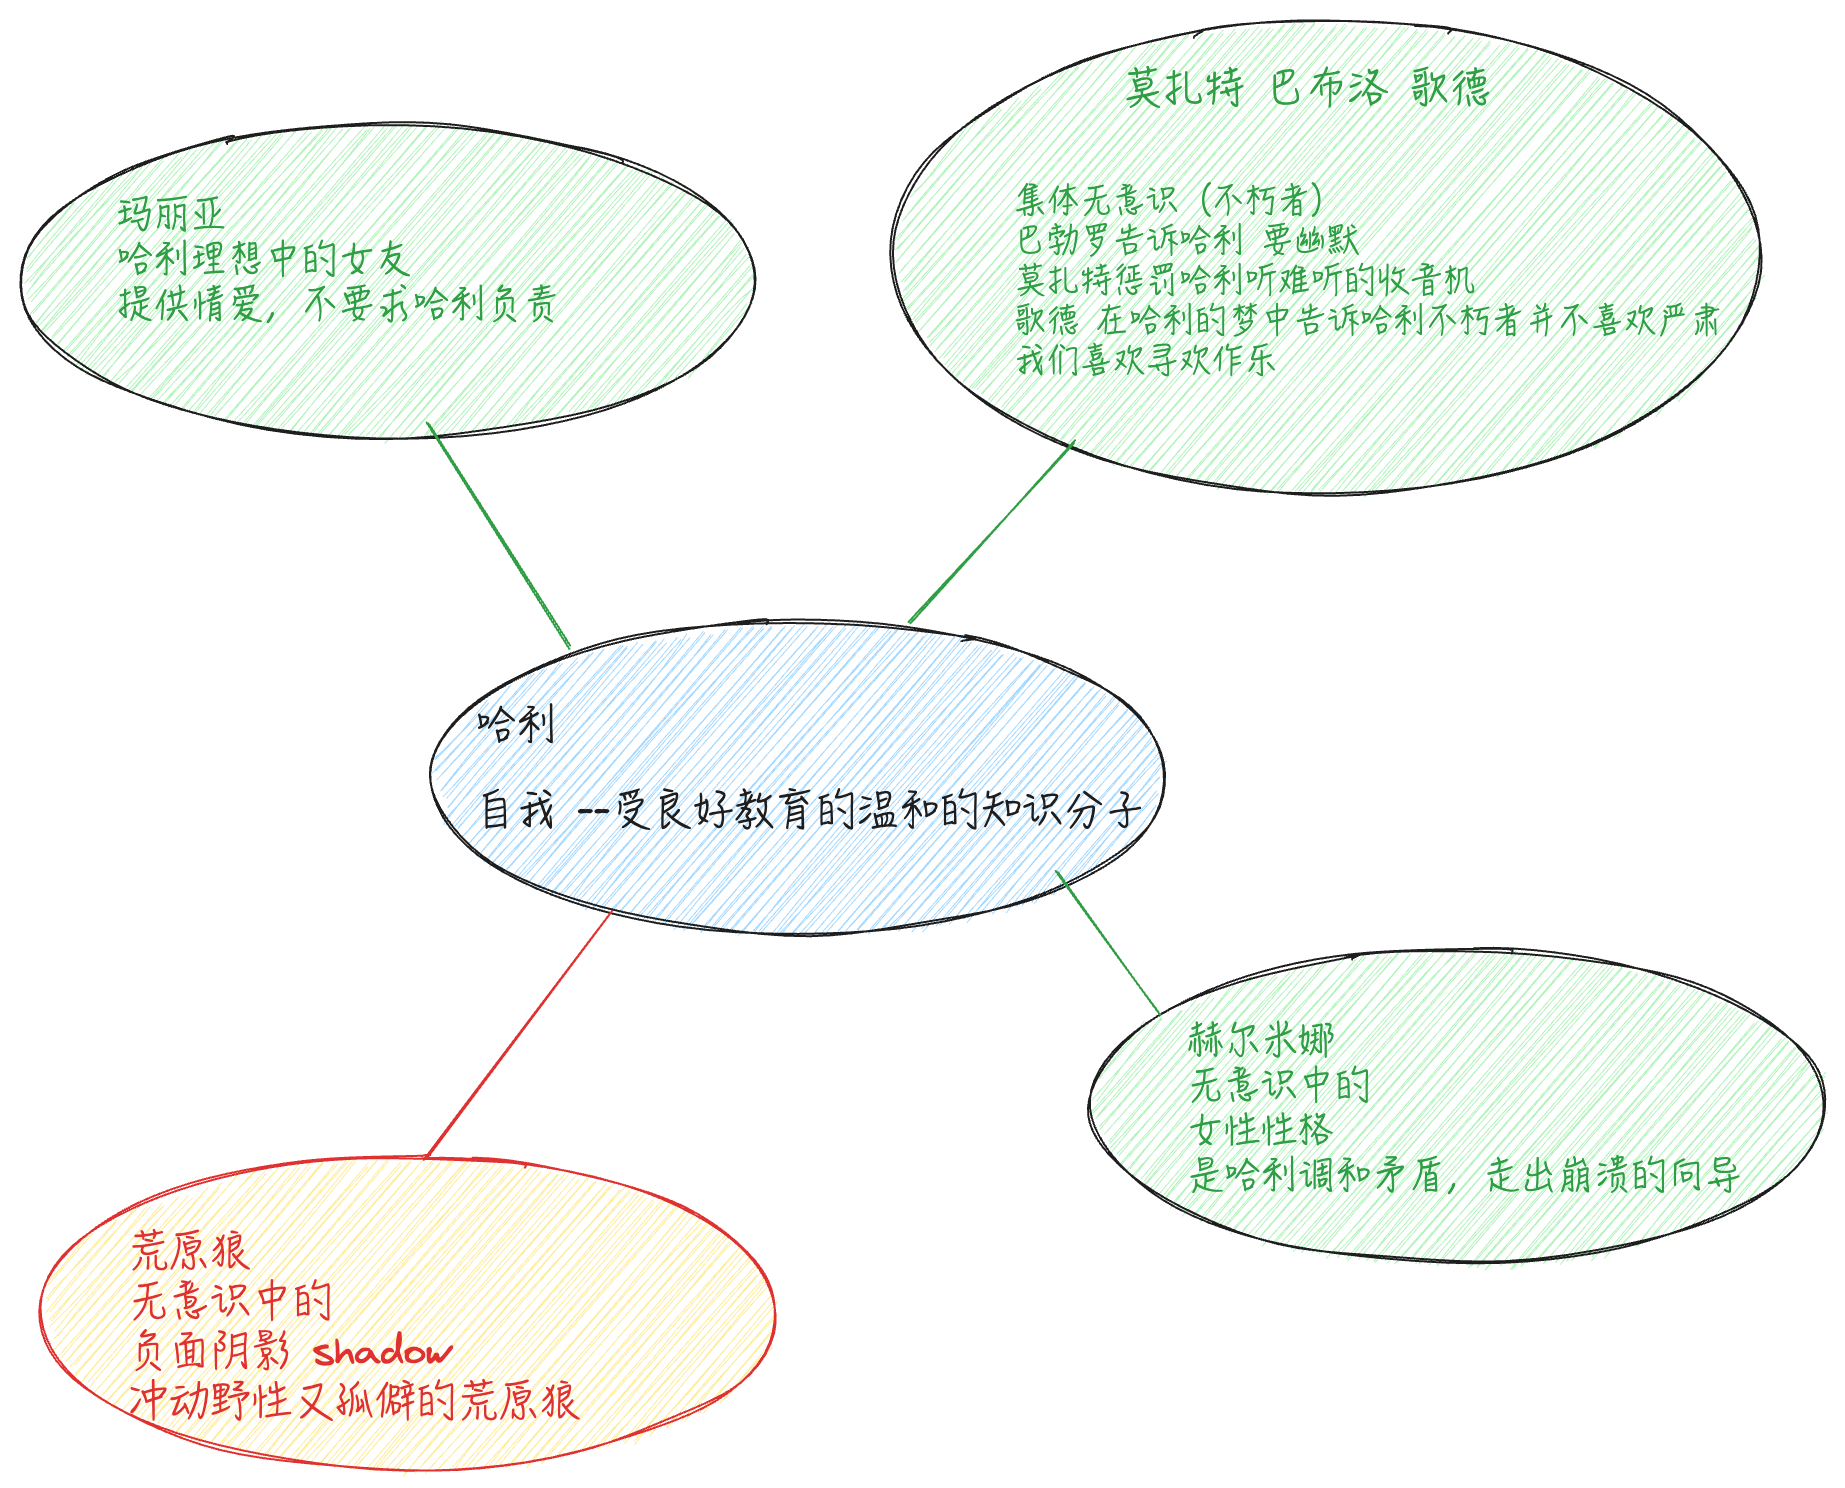 莫扎特 巴布洛 歌德
集体无意识（不朽者）
巴勃罗告诉哈利 要幽默
莫扎特惩罚哈利听难听的收音机
歌德 在哈利的梦中告诉哈利不朽者并不喜欢严肃
我们喜欢寻欢作乐
玛丽亚
哈利理想中的女友
提供情爱，不要求哈利负责
哈利
自我 --受良好教育的温和的知识分子
赫尔米娜
无意识中的
女性性格
是哈利调和矛盾，走出崩溃的向导
荒原狼
无意识中的
负面阴影 shadow
冲动野性又孤僻的荒原狼